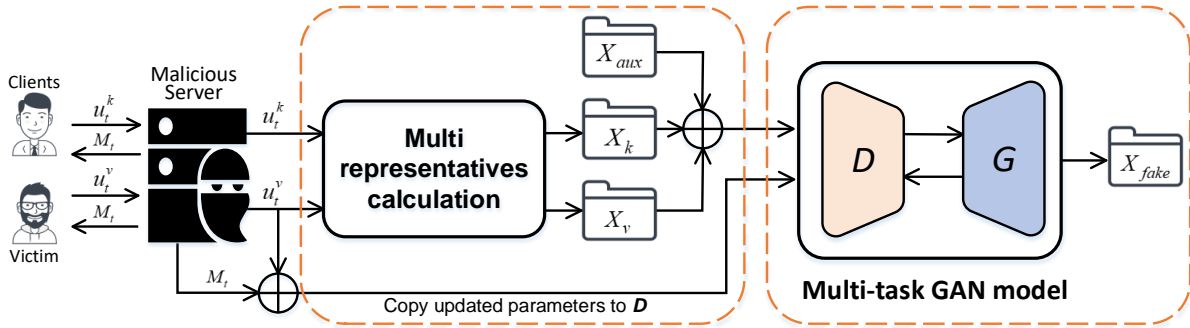 Clients
u_t^k
M_t
u_t^v
M_t
Victim
Malicious
Server
u_t^k
u_t^v
M_t
Multi
representatives
calculation
X_aux
X_k
X_v
Copy updated parameters to D
D
G
X_fake
Multi-task GAN model